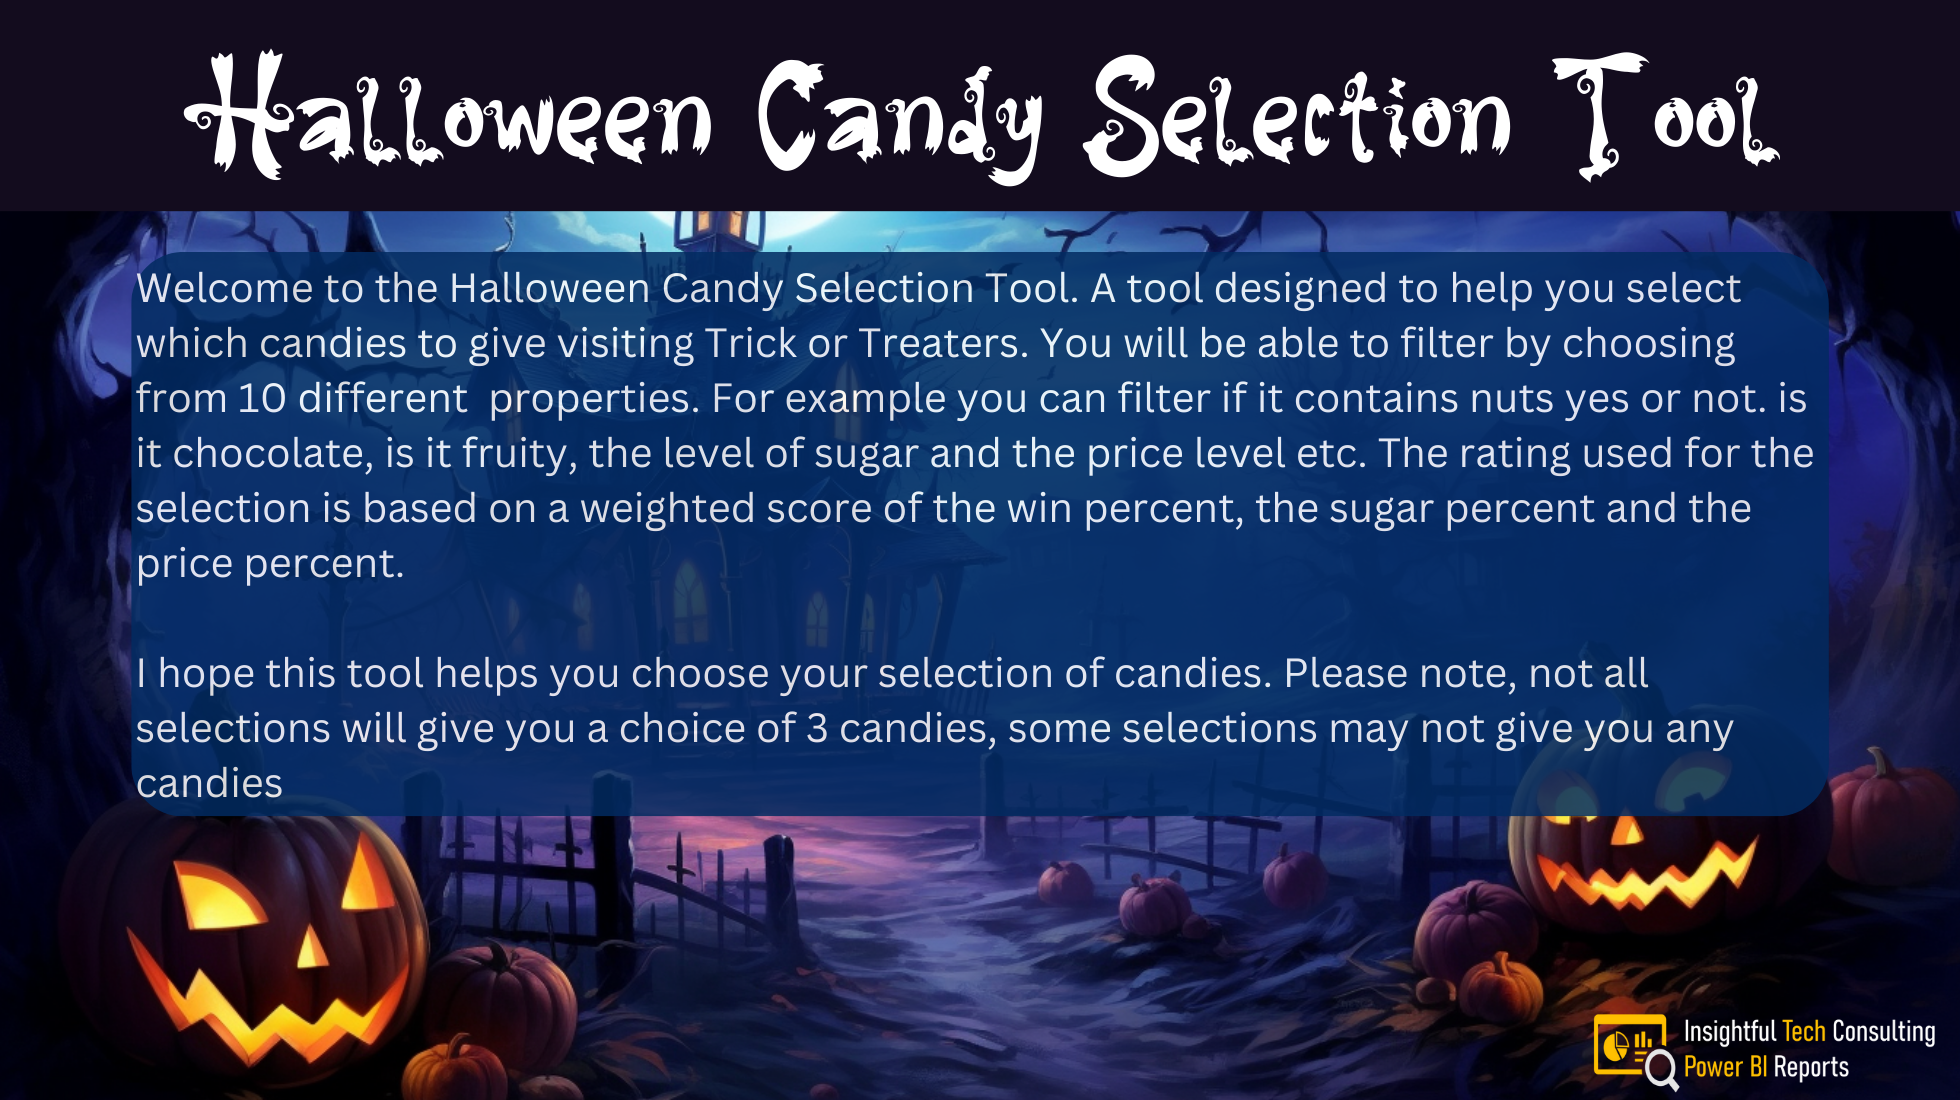 Halloween Candy Selection Tool
Welcome to the Halloween Candy Selection Tool. A tool designed to help you select
which candies to give visiting Trick or Treaters. You will be able to filter by choosing
from 10 different  properties. For example you can filter if it contains nuts yes or not. is
it chocolate, is it fruity, the level of sugar and the price level etc. The rating used for the
selection is based on a weighted score of the win percent, the sugar percent and the
price percent.
I hope this tool helps you choose your selection of candies. Please note, not all
selections will give you a choice of 3 candies, some selections may not give you any
candies
Insightful Tech Consulting
Power BI Reports